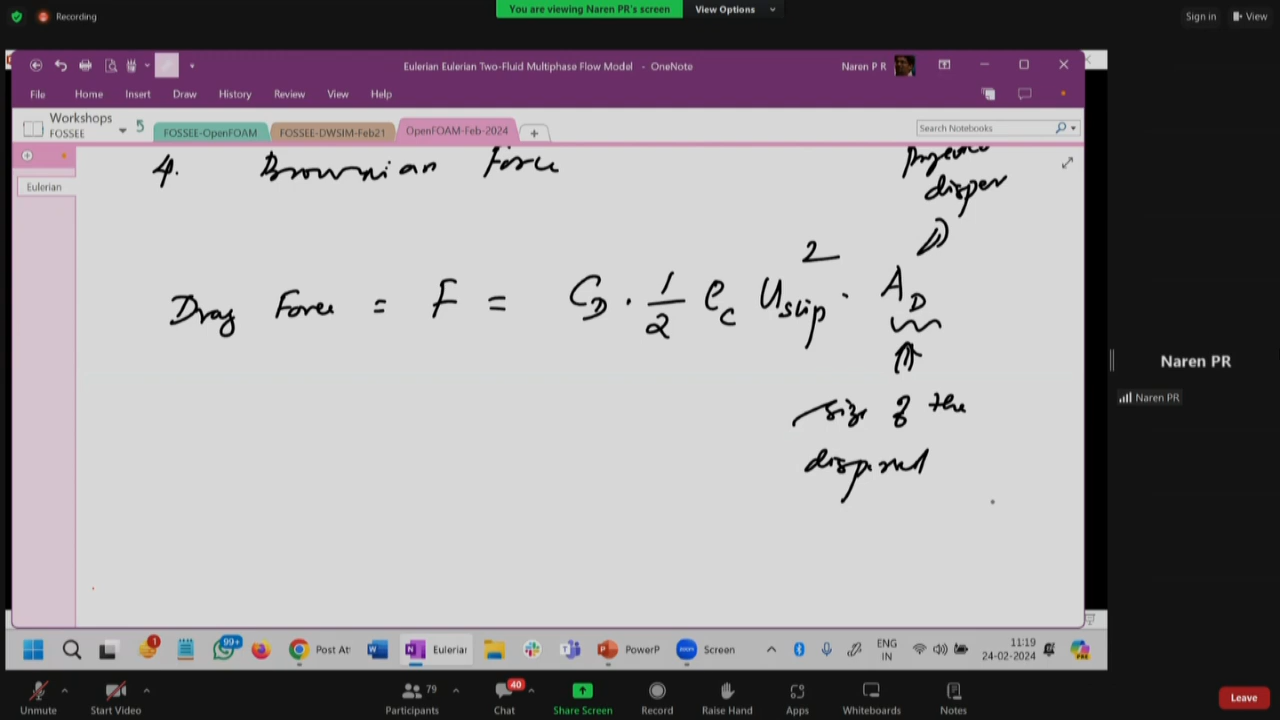 Recording
You are viewing Naren PR's screen
View Options
Sign in
View
Eulerian Eulerian Two-Fluid Multiphase Flow Model - OneNote
Naren P R
File Home Insert Draw History Review View Help
Workshops
FOSSEE
FOSSEE-OpenFOAM
FOSSEE-DWSIM-Feb21
OpenFOAM-Feb-2024
Search Notebooks
Eulerian
4. Brownian Force
disper
Drag Force = F = C_D · 1/2 ρ_c U_slip^2 · A_D
size of the
dispersed
Naren PR
Naren PR
99+
1
Post At
Eulerian
PowerP
Screen
ENG
IN
11:19
24-02-2024
Unmute
Start Video
79
Participants
40
Chat
Share Screen
Record
Raise Hand
Apps
Whiteboards
Notes
Leave